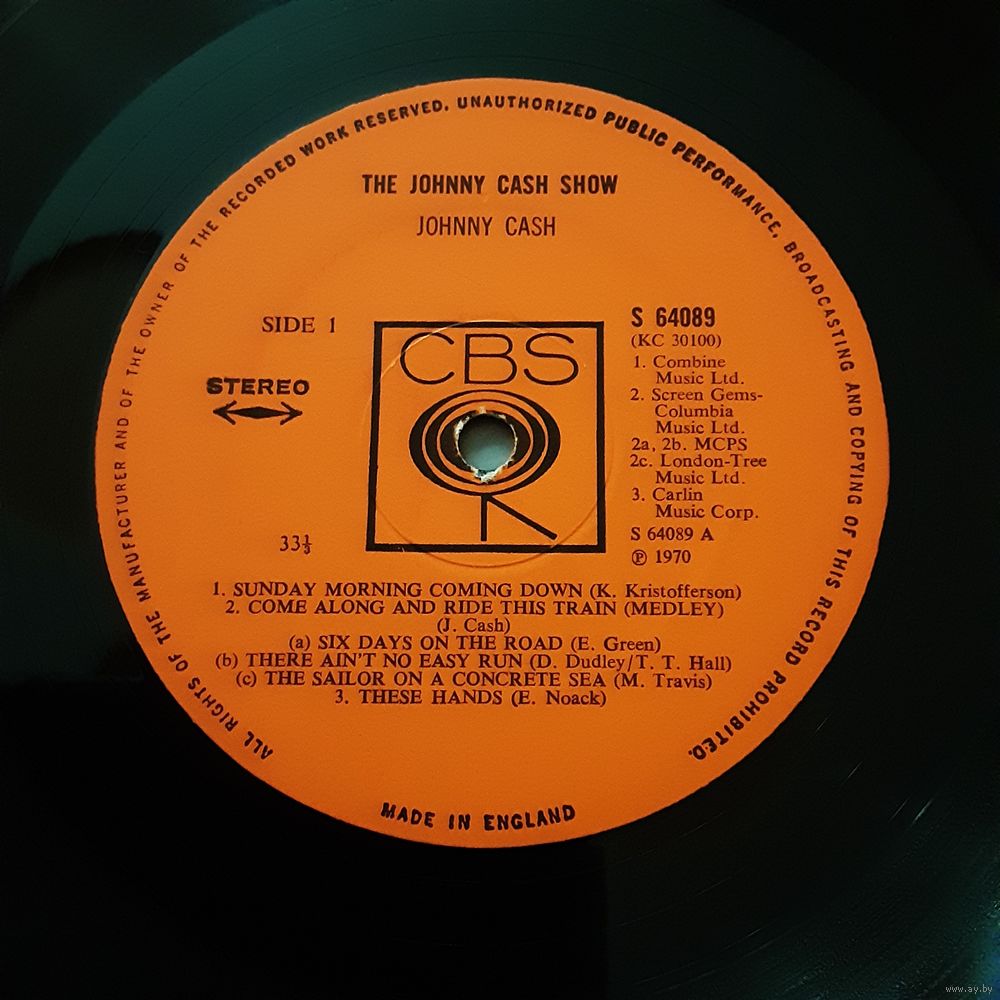 ALL RIGHTS OF THE MANUFACTURER AND OF THE OWNER OF THE RECORDED WORK RESERVED. UNAUTHORIZED PUBLIC PERFORMANCE, BROADCASTING AND COPYING OF THIS RECORD PROHIBITED.
THE JOHNNY CASH SHOW
JOHNNY CASH
SIDE 1
STEREO
33⅓
CBS
S 64089
(KC 30100)
1. Combine
Music Ltd.
2. Screen Gems-
Columbia
Music Ltd.
2a, 2b. MCPS
2c. London-Tree
Music Ltd.
3. Carlin
Music Corp.
S 64089 A
℗ 1970
1. SUNDAY MORNING COMING DOWN (K. Kristofferson)
2. COME ALONG AND RIDE THIS TRAIN (MEDLEY)
(J. Cash)
(a) SIX DAYS ON THE ROAD (E. Green)
(b) THERE AIN'T NO EASY RUN (D. Dudley/T. T. Hall)
(c) THE SAILOR ON A CONCRETE SEA (M. Travis)
3. THESE HANDS (E. Noack)
MADE IN ENGLAND
www.ay.by